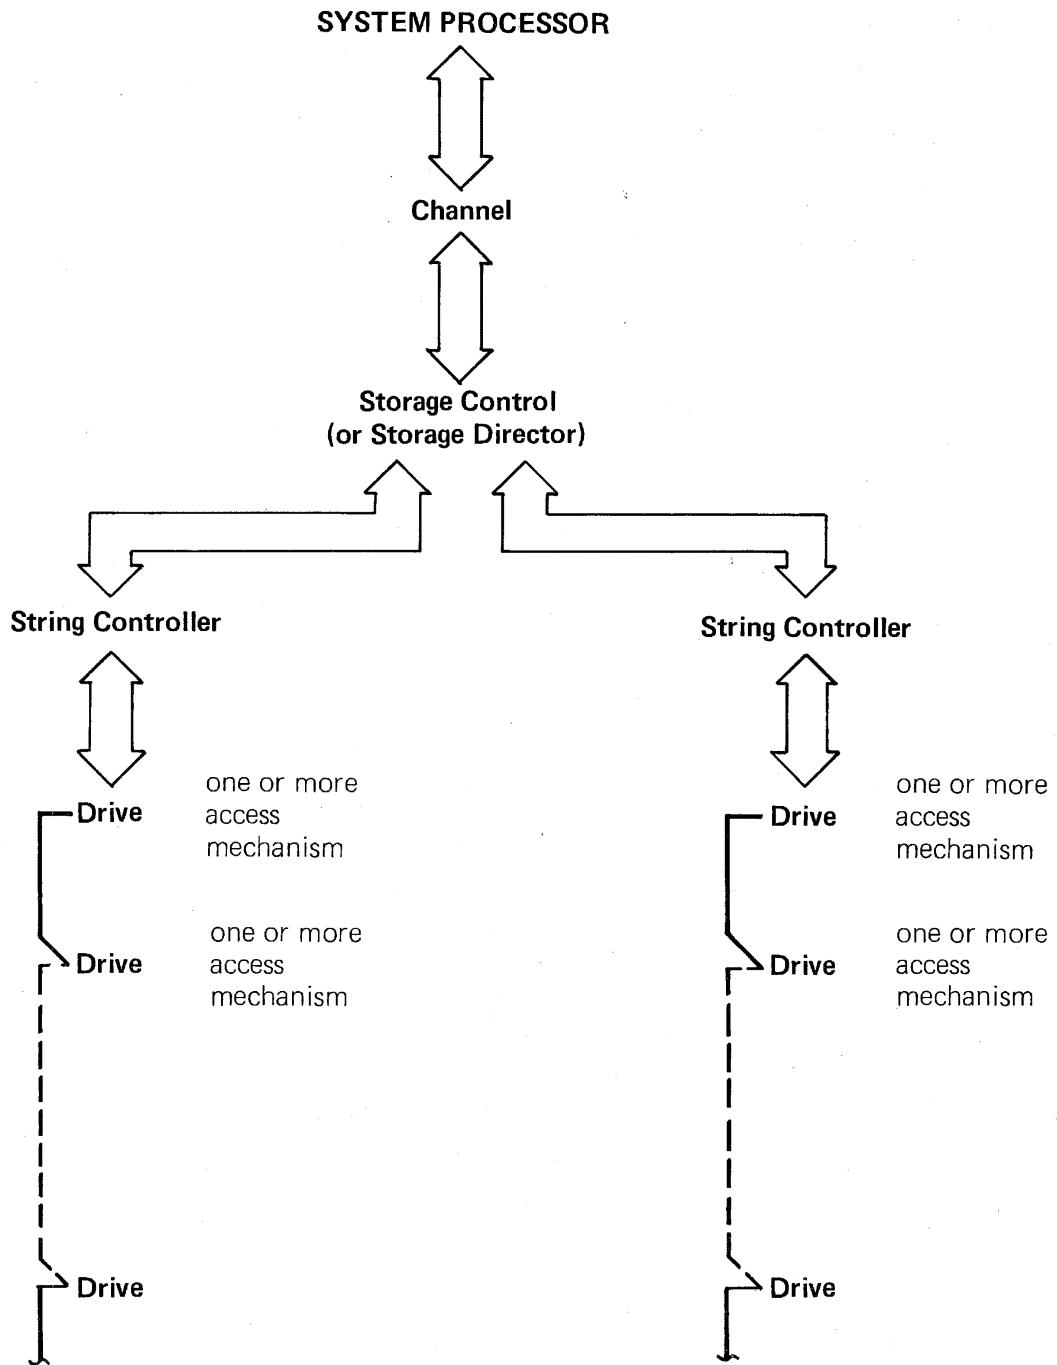 SYSTEM PROCESSOR
Channel
Storage Control
(or Storage Director)
String Controller
String Controller
Drive
one or more
access
mechanism
Drive
one or more
access
mechanism
Drive
one or more
access
mechanism
Drive
one or more
access
mechanism
Drive
Drive